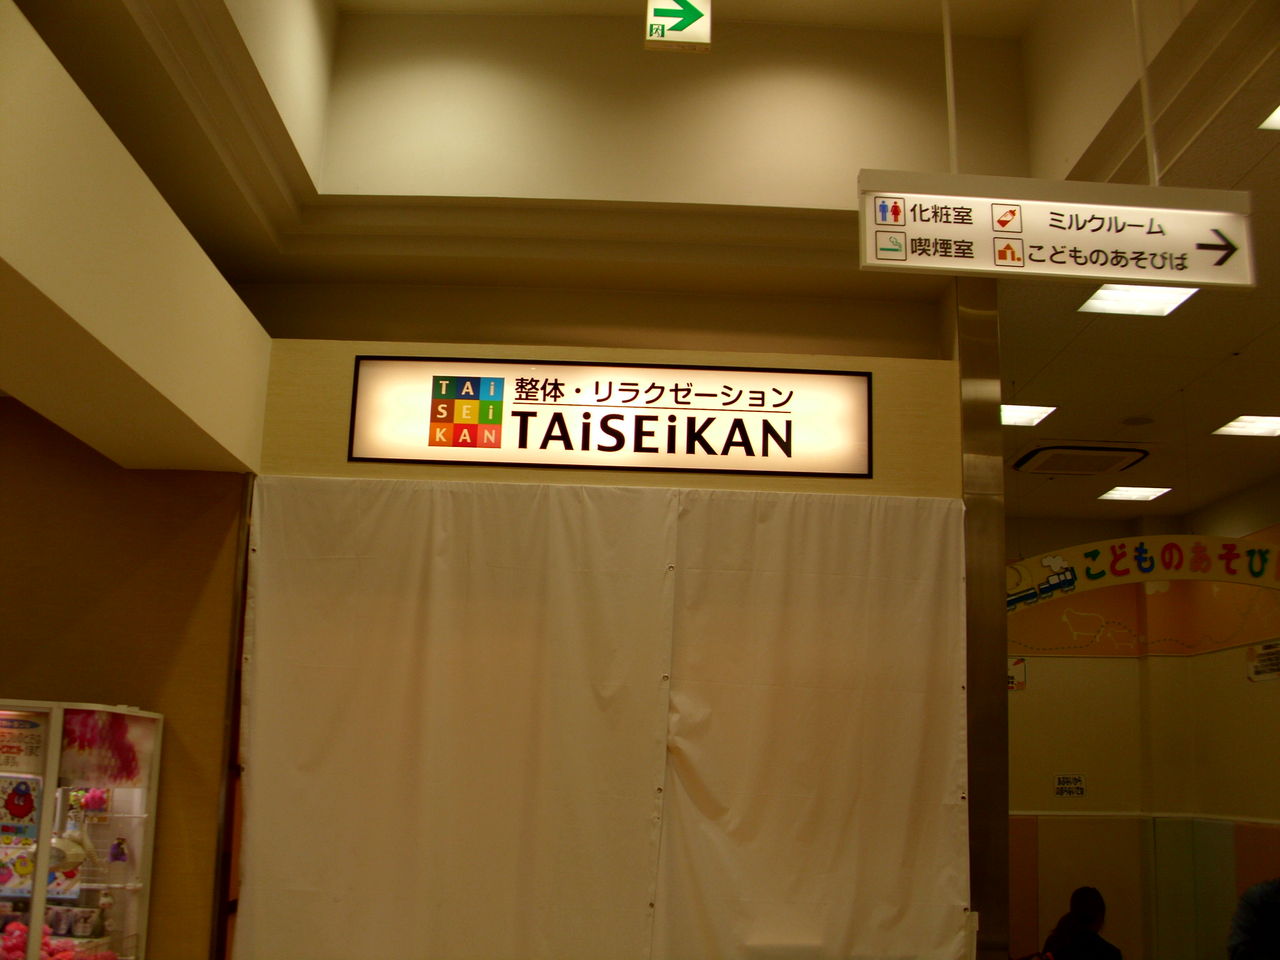 化粧室 ミルクルーム
喫煙室 こどものあそびば
TAi
SEi
KAN
整体・リラクゼーション
TAiSEiKAN
こどものあそび